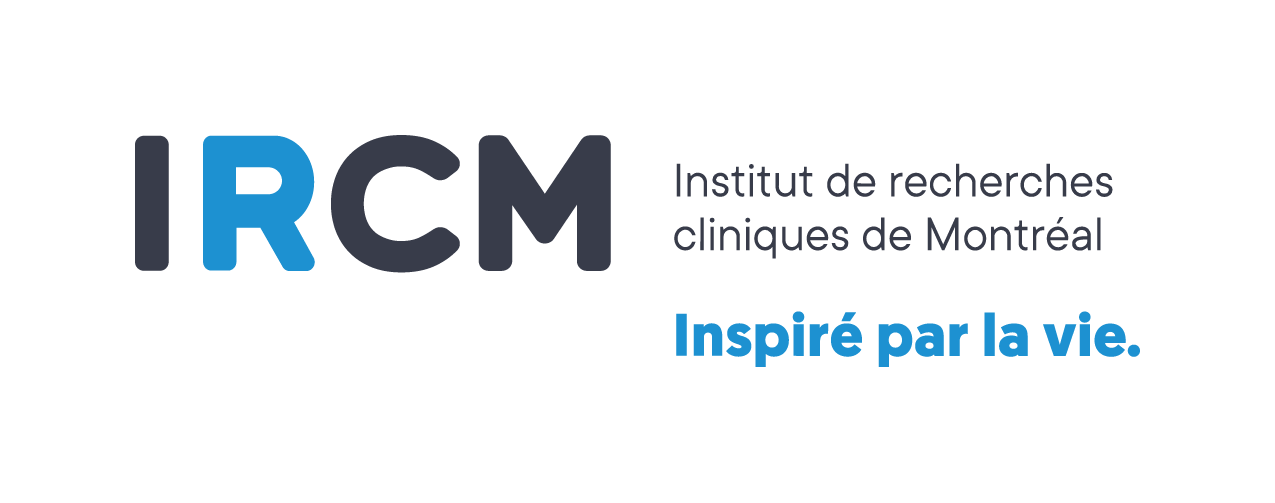 IRCM
Institut de recherches
cliniques de Montréal
Inspiré par la vie.